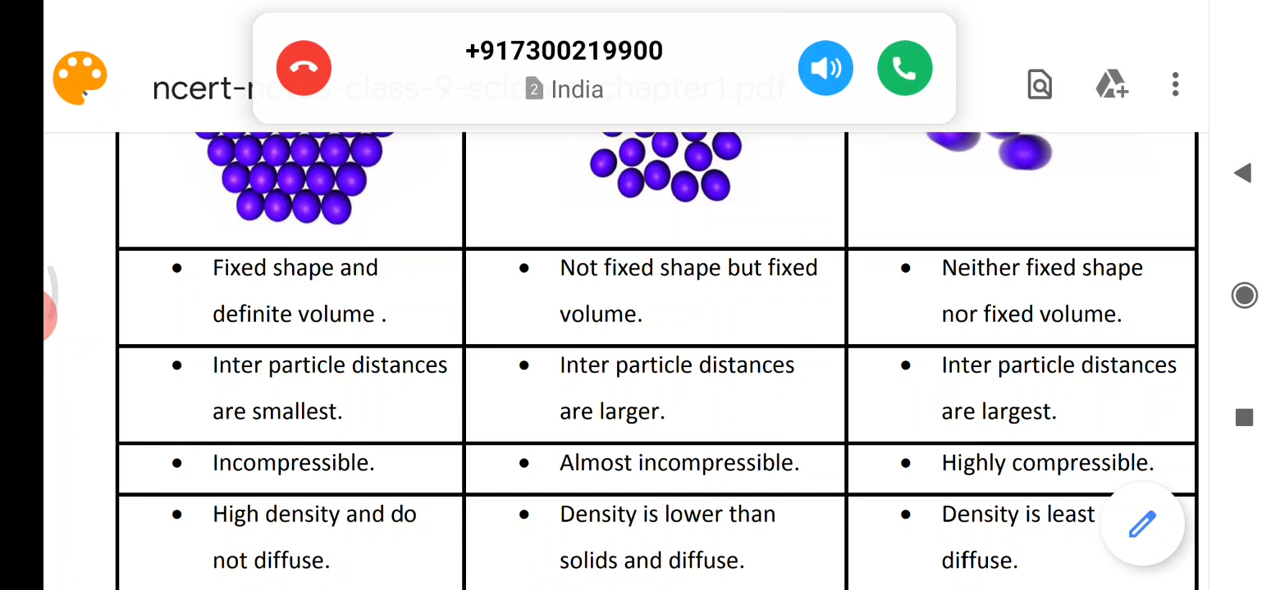 +917300219900
2 India
ncert-notes-class-9-science-chapter1.pdf
Fixed shape and
definite volume .
Not fixed shape but fixed
volume.
Neither fixed shape
nor fixed volume.
Inter particle distances
are smallest.
Inter particle distances
are larger.
Inter particle distances
are largest.
Incompressible.
Almost incompressible.
Highly compressible.
High density and do
not diffuse.
Density is lower than
solids and diffuse.
Density is least
diffuse.